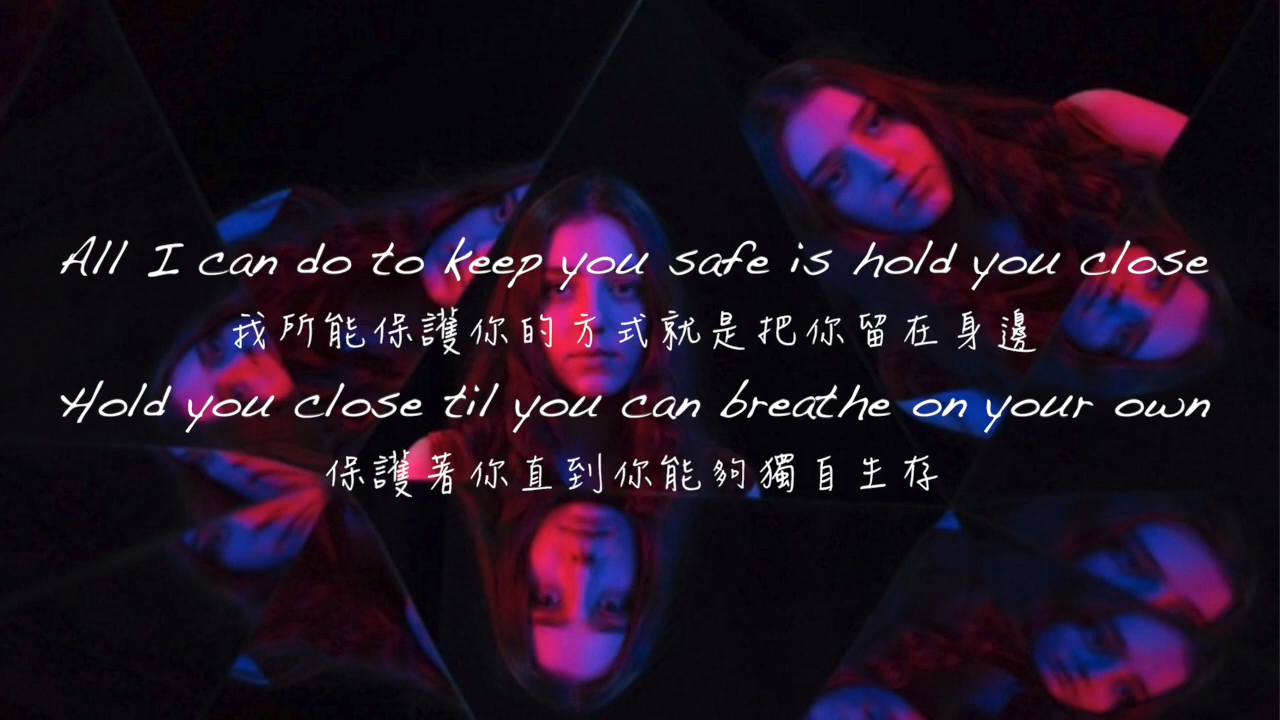 All I can do to keep you safe is hold you close
我所能保護你的方式就是把你留在身邊
Hold you close til you can breathe on your own
保護著你直到你能夠獨自生存